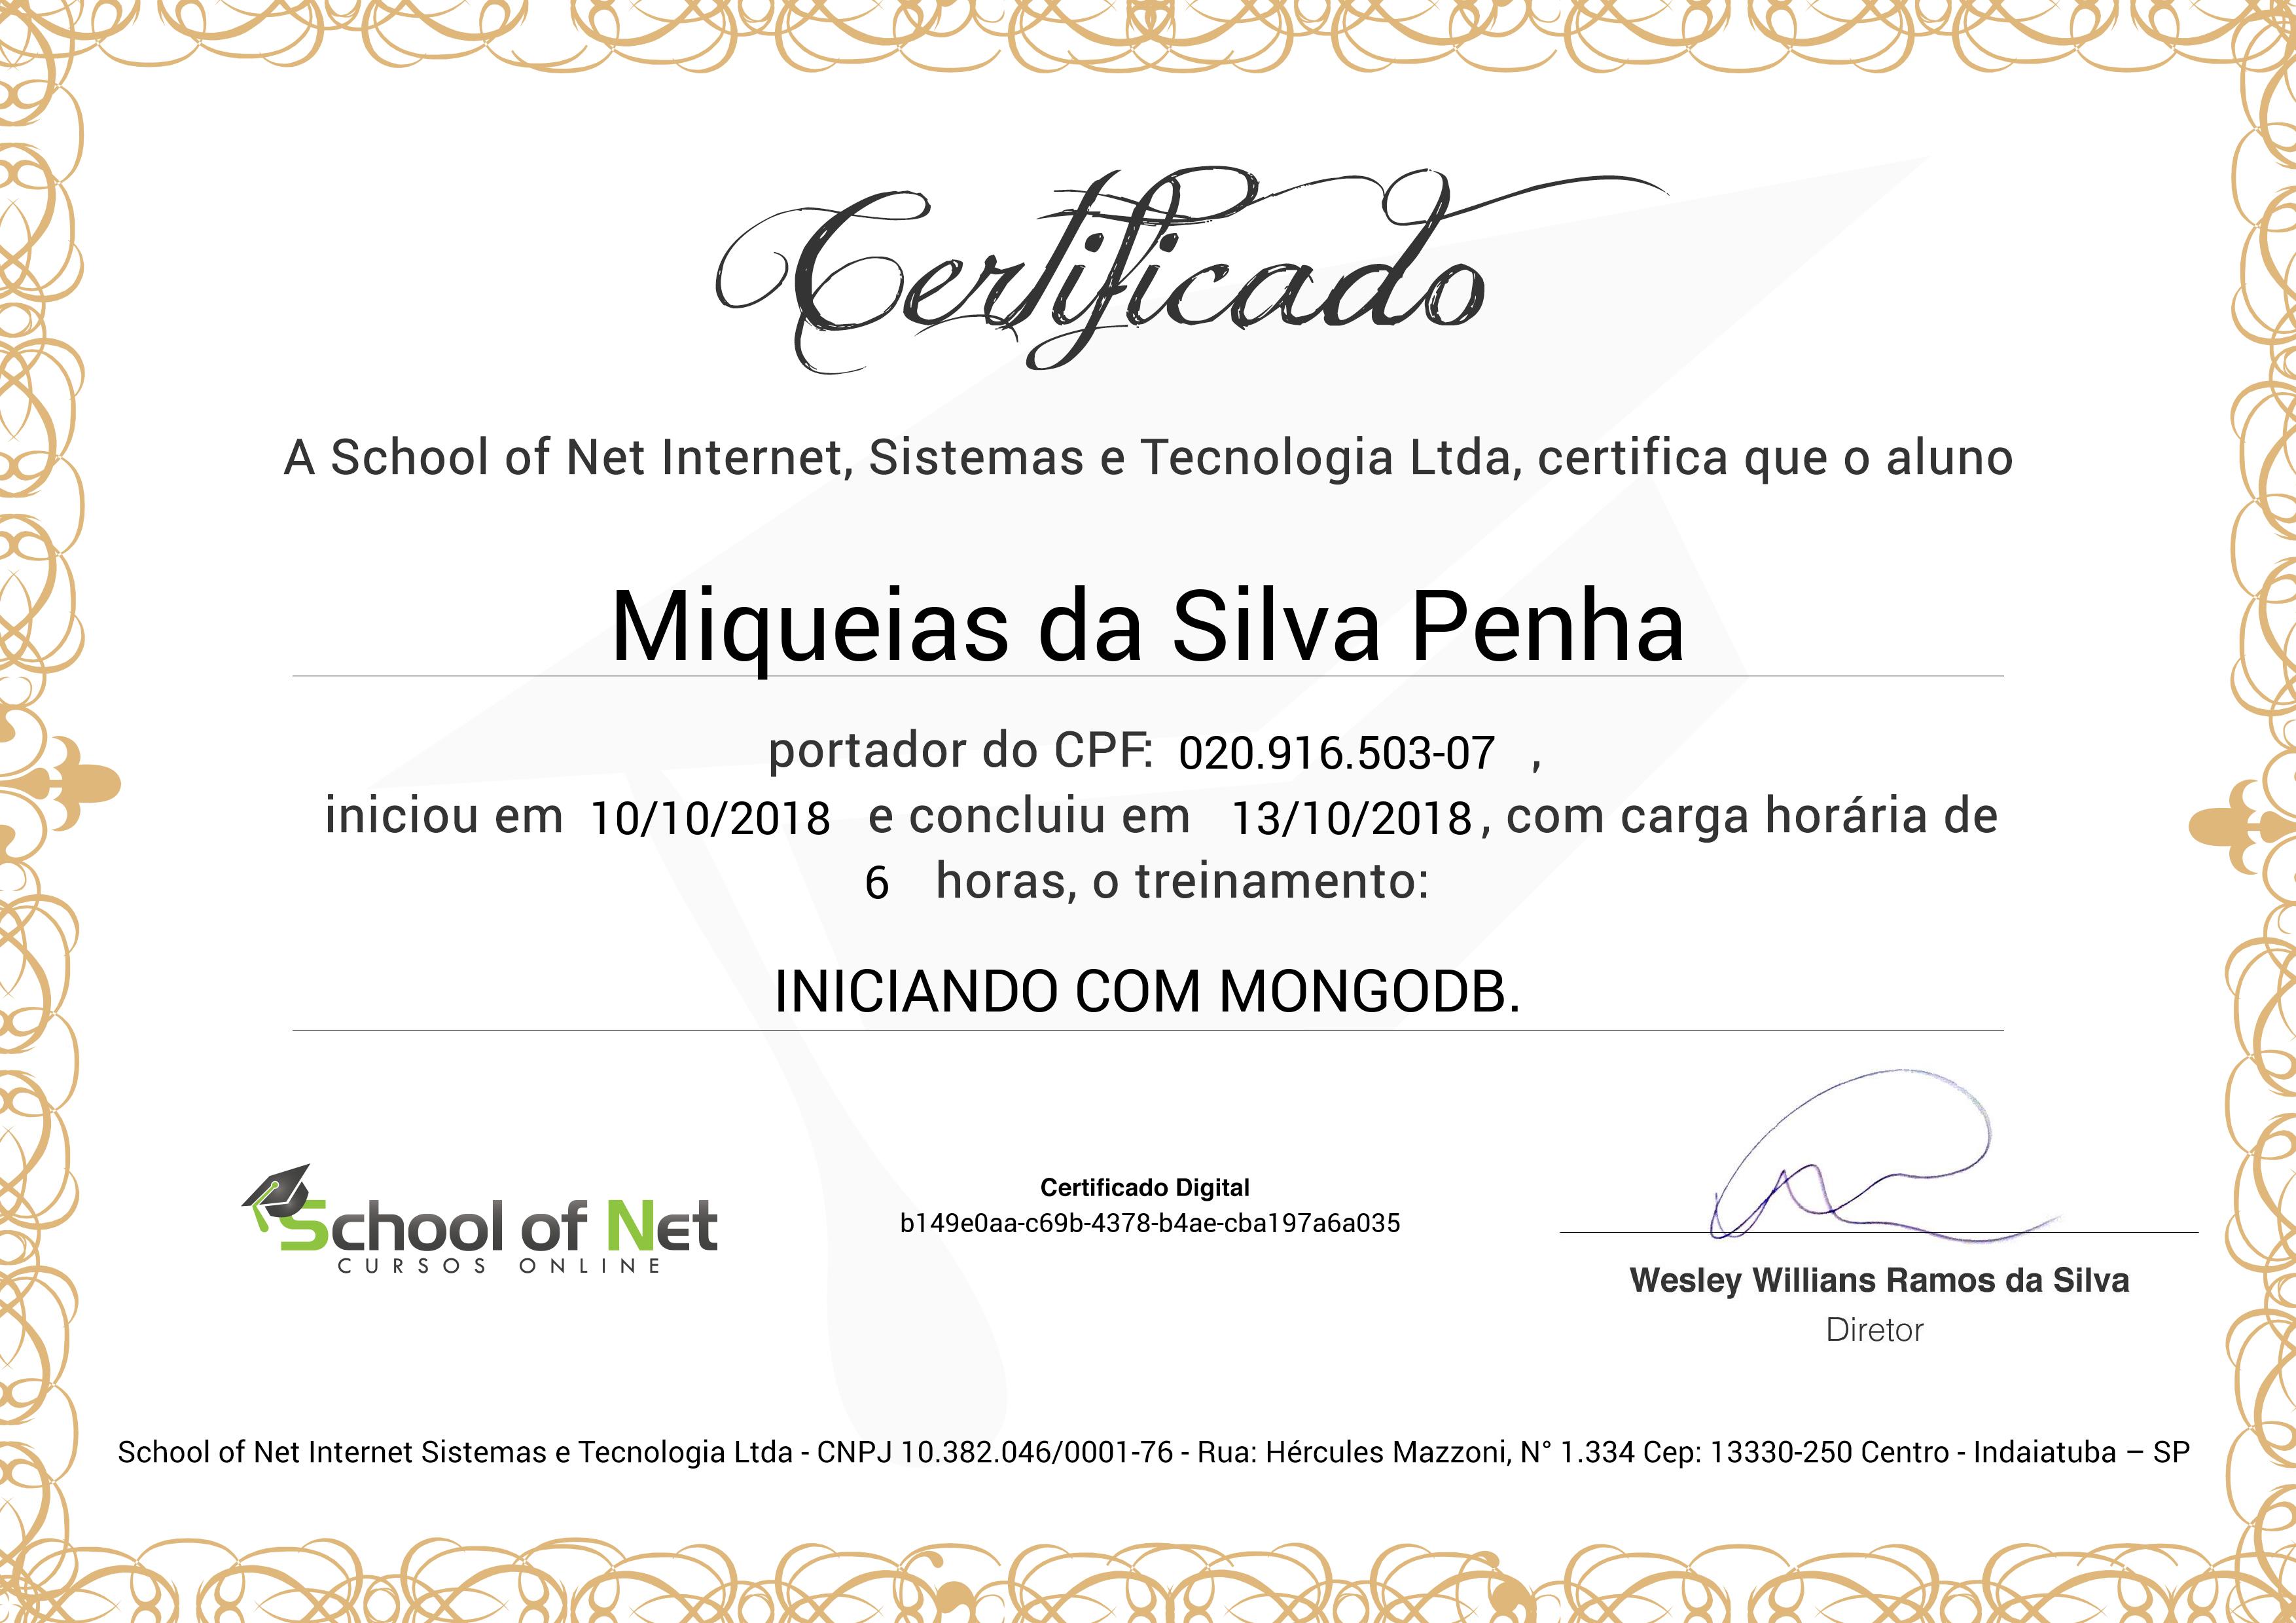 Certificado
A School of Net Internet, Sistemas e Tecnologia Ltda, certifica que o aluno
Miqueias da Silva Penha
portador do CPF: 020.916.503-07 ,
iniciou em 10/10/2018 e concluiu em 13/10/2018, com carga horária de
6 horas, o treinamento:
INICIANDO COM MONGODB.
School of Net
CURSOS ONLINE
Certificado Digital
b149e0aa-c69b-4378-b4ae-cba197a6a035
Wesley Willians Ramos da Silva
Diretor
School of Net Internet Sistemas e Tecnologia Ltda - CNPJ 10.382.046/0001-76 - Rua: Hércules Mazzoni, N° 1.334 Cep: 13330-250 Centro - Indaiatuba – SP